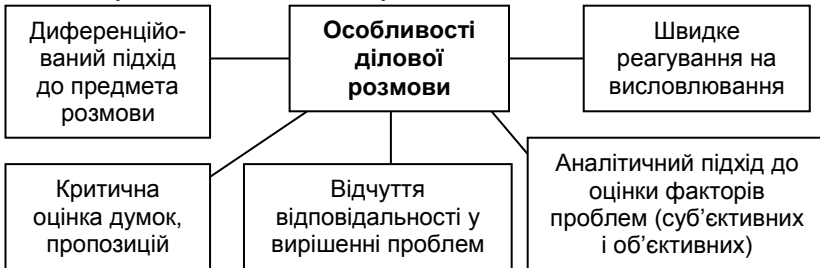 Диференційо-
ваний підхід
до предмета
розмови
Особливості
ділової
розмови
Швидке
реагування на
висловлювання
Критична
оцінка думок,
пропозицій
Відчуття
відповідальності у
вирішенні проблем
Аналітичний підхід до
оцінки факторів
проблем (суб’єктивних
і об’єктивних)